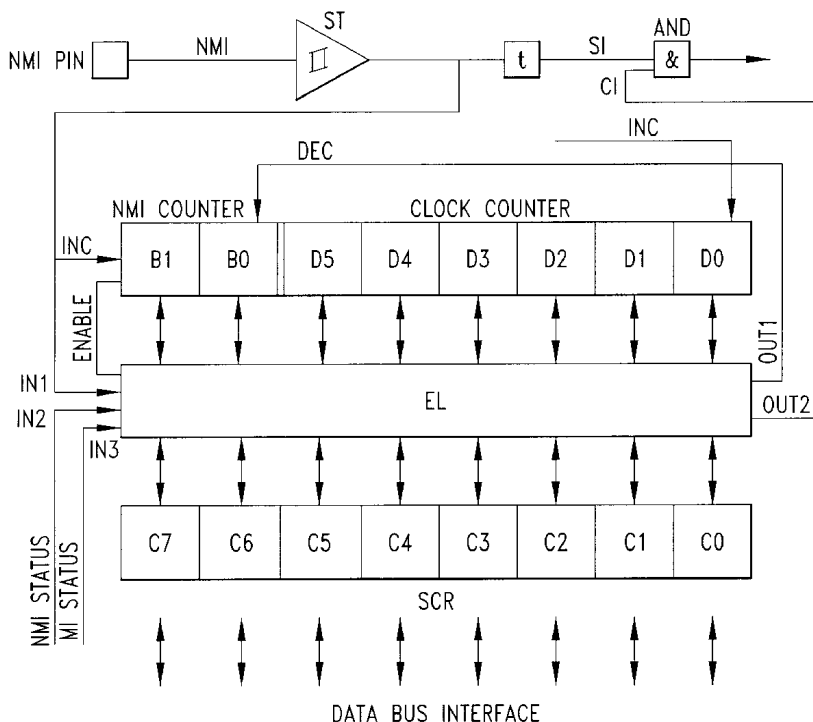 ST
AND
NMI PIN
NMI
t
SI
&
CI
INC
DEC
NMI COUNTER
CLOCK COUNTER
INC
B1 B0 D5 D4 D3 D2 D1 D0
ENABLE
OUT1
IN1
EL
IN2
OUT2
IN3
C7 C6 C5 C4 C3 C2 C1 C0
NMI STATUS
MI STATUS
SCR
DATA BUS INTERFACE